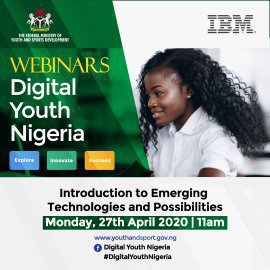 THE FEDERAL MINISTRY OF
YOUTH AND SPORTS DEVELOPMENT
IBM
WEBINARS
Digital
Youth
Nigeria
Explore
Innovate
Succeed
Introduction to Emerging
Technologies and Possibilities
Monday, 27th April 2020 | 11am
www.youthandsport.gov.ng
Digital Youth Nigeria
#DigitalYouthNigeria